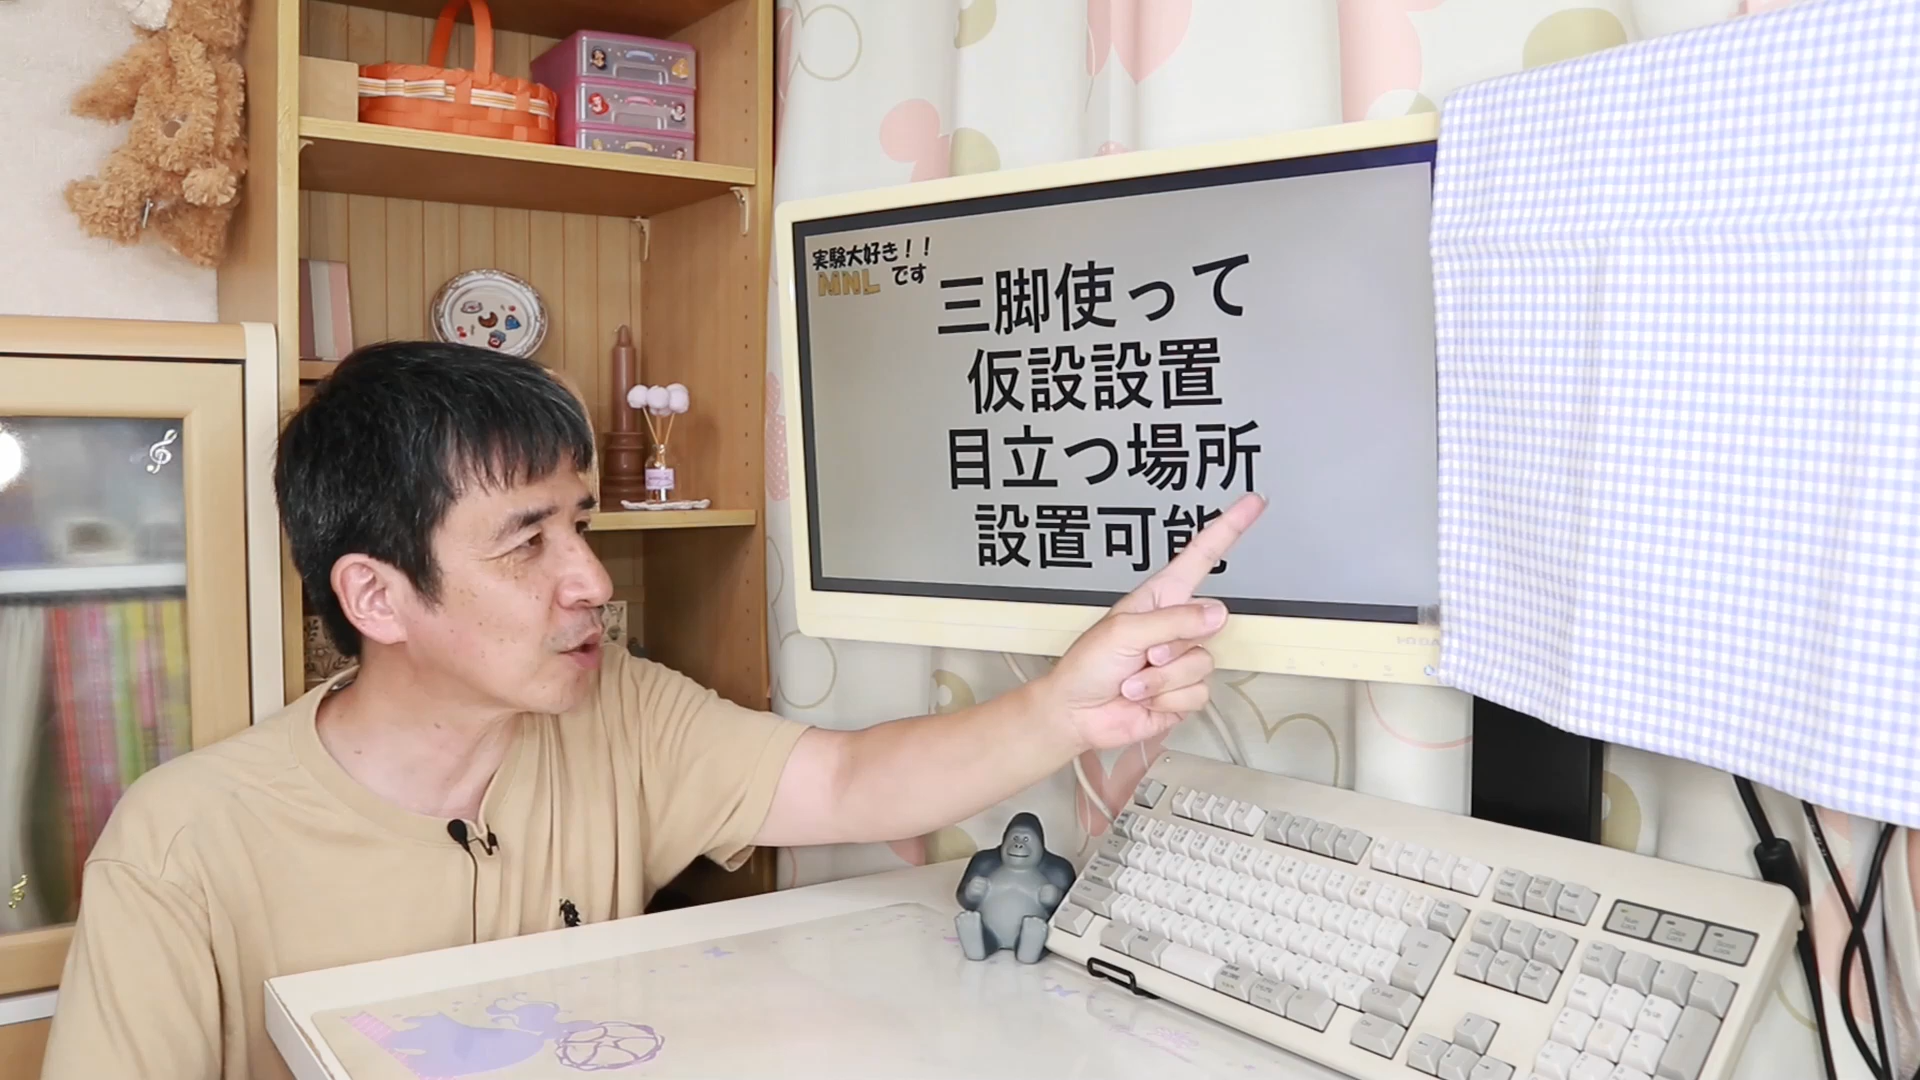 実験大好き！！
MNL です
三脚使って
仮設設置
目立つ場所
設置可能